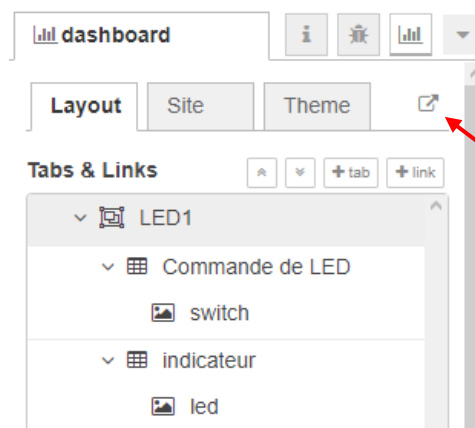 dashboard
Layout Site Theme
Tabs & Links + tab + link
LED1
Commande de LED
switch
indicateur
led